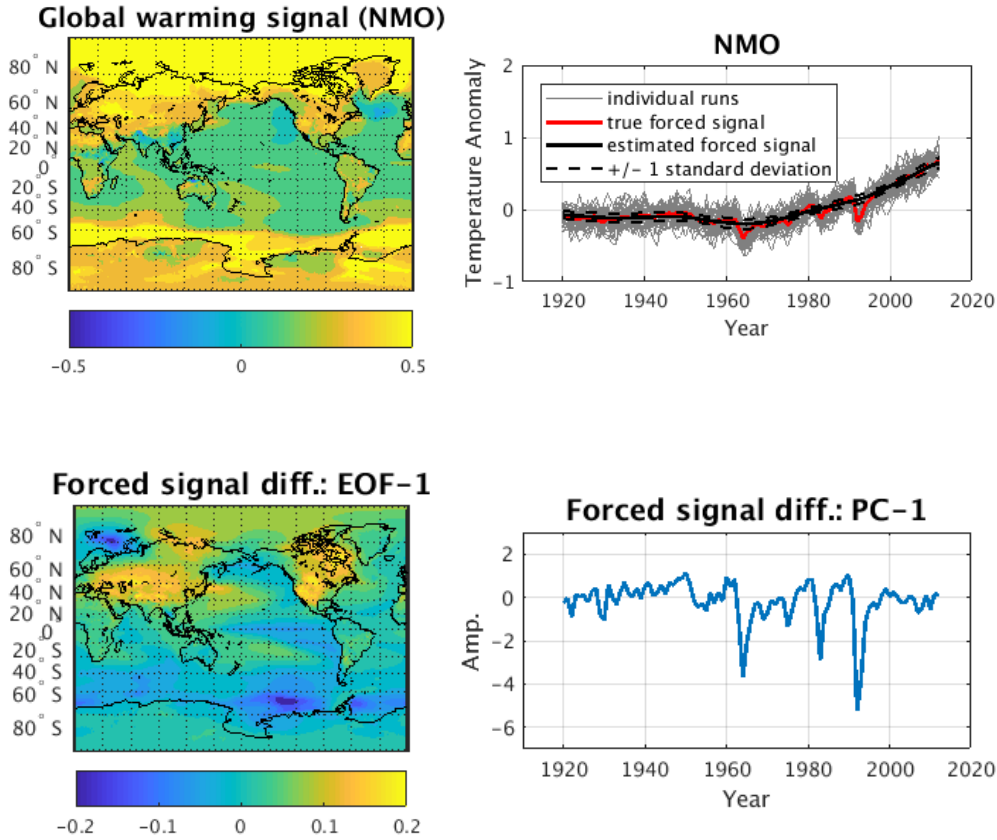 Global warming signal (NMO)
80° N
60° N
40° N
20° N
0°
20° S
40° S
60° S
80° S
-0.5 0 0.5
NMO
Temperature Anomaly
2
1
0
-1
individual runs
true forced signal
estimated forced signal
+/- 1 standard deviation
1920 1940 1960 1980 2000 2020
Year
Forced signal diff.: EOF-1
80° N
60° N
40° N
20° N
0°
20° S
40° S
60° S
80° S
-0.2 -0.1 0 0.1 0.2
Forced signal diff.: PC-1
Amp.
2
0
-2
-4
-6
1920 1940 1960 1980 2000 2020
Year